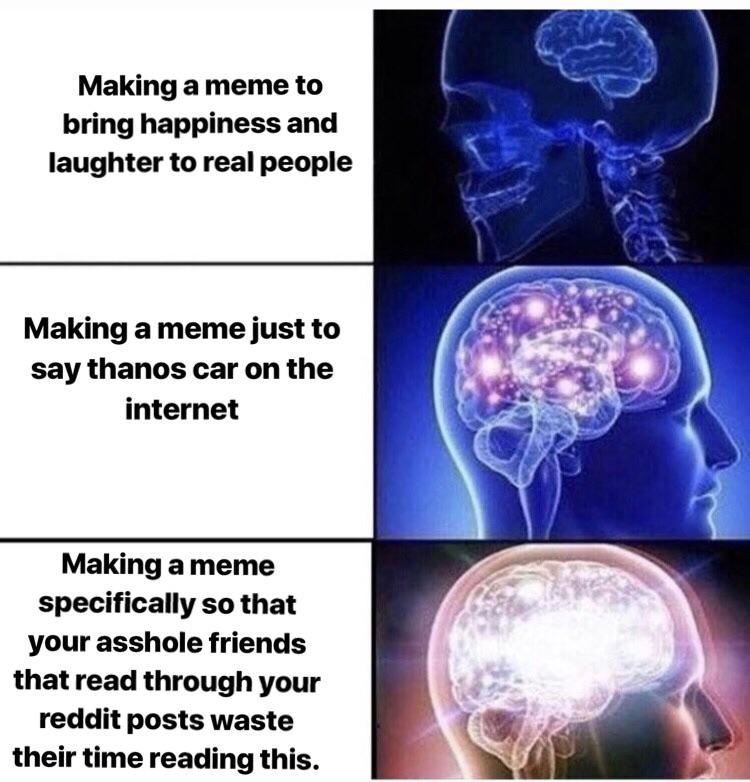 Making a meme to
bring happiness and
laughter to real people
Making a meme just to
say thanos car on the
internet
Making a meme
specifically so that
your asshole friends
that read through your
reddit posts waste
their time reading this.